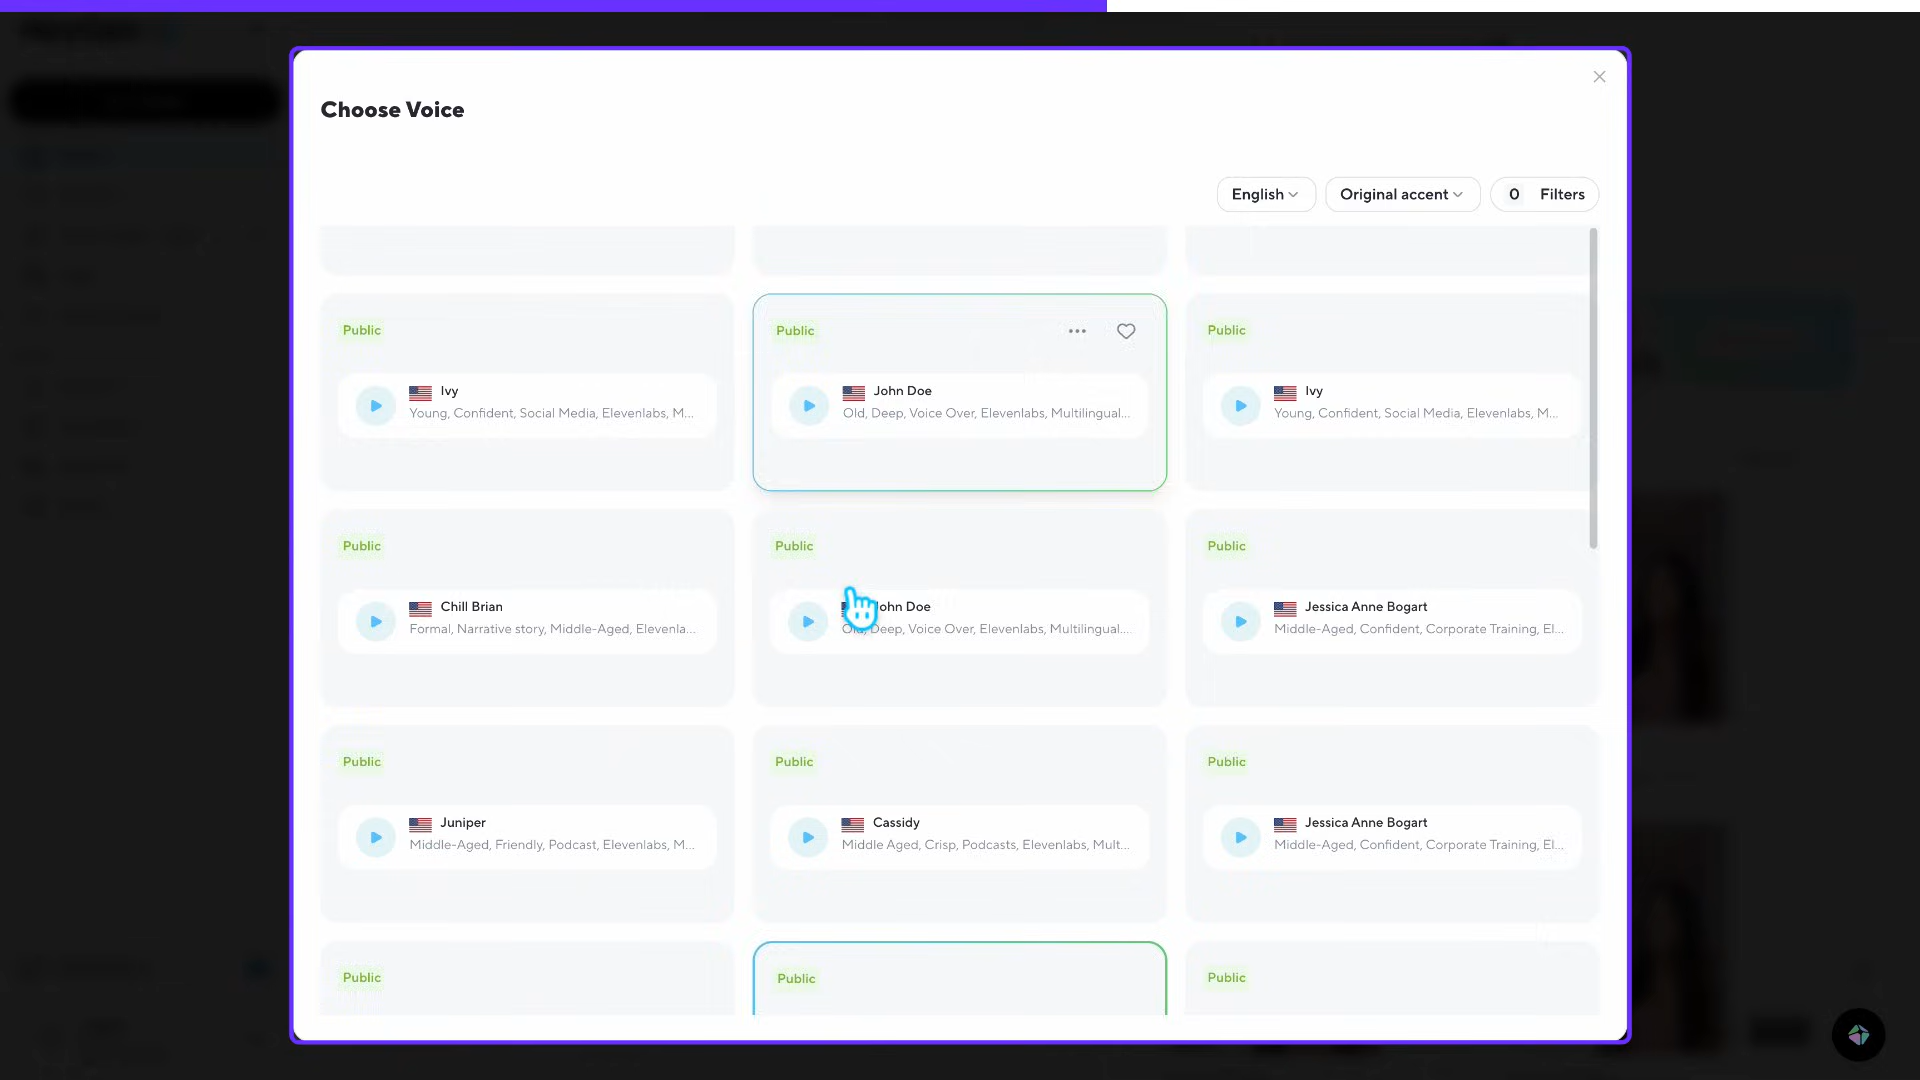 Choose Voice
English
Original accent
0 Filters
Public
Ivy
Young, Confident, Social Media, Elevenlabs, M...
Public
John Doe
Old, Deep, Voice Over, Elevenlabs, Multilingual...
Public
Ivy
Young, Confident, Social Media, Elevenlabs, M...
Public
Chill Brian
Formal, Narrative story, Middle-Aged, Elevenla...
Public
ohn Doe
Old, Deep, Voice Over, Elevenlabs, Multilingual....
Public
Jessica Anne Bogart
Middle-Aged, Confident, Corporate Training, El...
Public
Juniper
Middle-Aged, Friendly, Podcast, Elevenlabs, M...
Public
Cassidy
Middle Aged, Crisp, Podcasts, Elevenlabs, Mult...
Public
Jessica Anne Bogart
Middle-Aged, Confident, Corporate Training, El...
Public
Public
Public